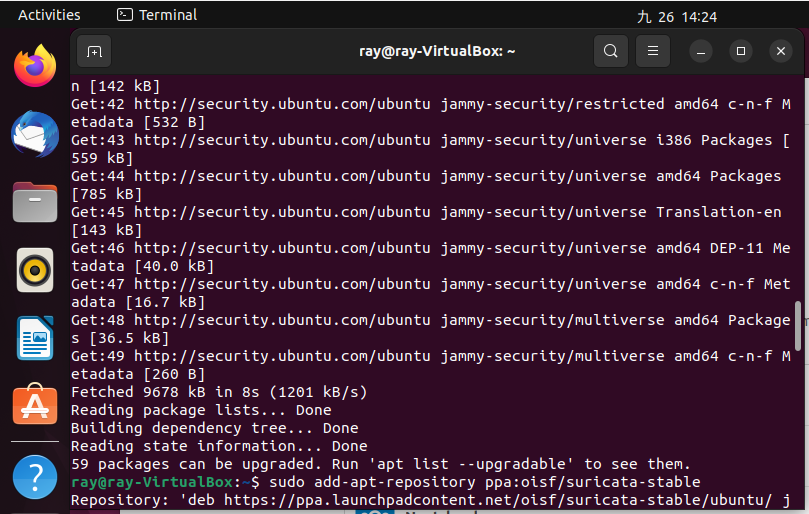 Activities
Terminal
九 26 14:24
ray@ray-VirtualBox: ~
n [142 kB]
Get:42 http://security.ubuntu.com/ubuntu jammy-security/restricted amd64 c-n-f M
etadata [532 B]
Get:43 http://security.ubuntu.com/ubuntu jammy-security/universe i386 Packages [
559 kB]
Get:44 http://security.ubuntu.com/ubuntu jammy-security/universe amd64 Packages
[785 kB]
Get:45 http://security.ubuntu.com/ubuntu jammy-security/universe Translation-en
[143 kB]
Get:46 http://security.ubuntu.com/ubuntu jammy-security/universe amd64 DEP-11 Me
tadata [40.0 kB]
Get:47 http://security.ubuntu.com/ubuntu jammy-security/universe amd64 c-n-f Met
adata [16.7 kB]
Get:48 http://security.ubuntu.com/ubuntu jammy-security/multiverse amd64 Package
s [36.5 kB]
Get:49 http://security.ubuntu.com/ubuntu jammy-security/multiverse amd64 c-n-f M
etadata [260 B]
Fetched 9678 kB in 8s (1201 kB/s)
Reading package lists... Done
Building dependency tree... Done
Reading state information... Done
59 packages can be upgraded. Run 'apt list --upgradable' to see them.
ray@ray-VirtualBox:~$ sudo add-apt-repository ppa:oisf/suricata-stable
Repository: 'deb https://ppa.launchpadcontent.net/oisf/suricata-stable/ubuntu/ j